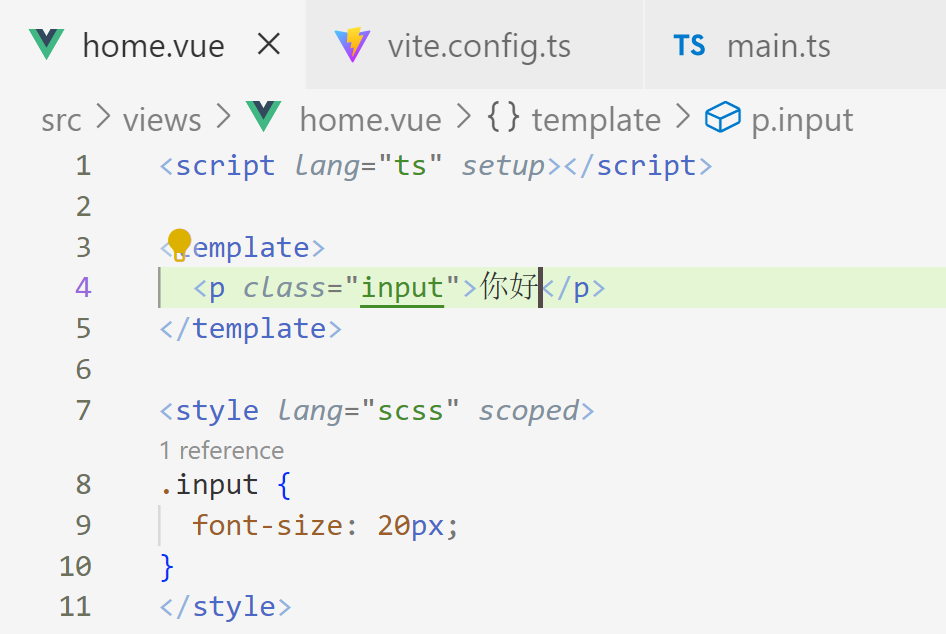 home.vue × vite.config.ts TS main.ts
src > views > home.vue > {} template > p.input
1 <script lang="ts" setup></script>
2
3 <template>
4 <p class="input">你好</p>
5 </template>
6
7 <style lang="scss" scoped>
1 reference
8 .input {
9 font-size: 20px;
10 }
11 </style>